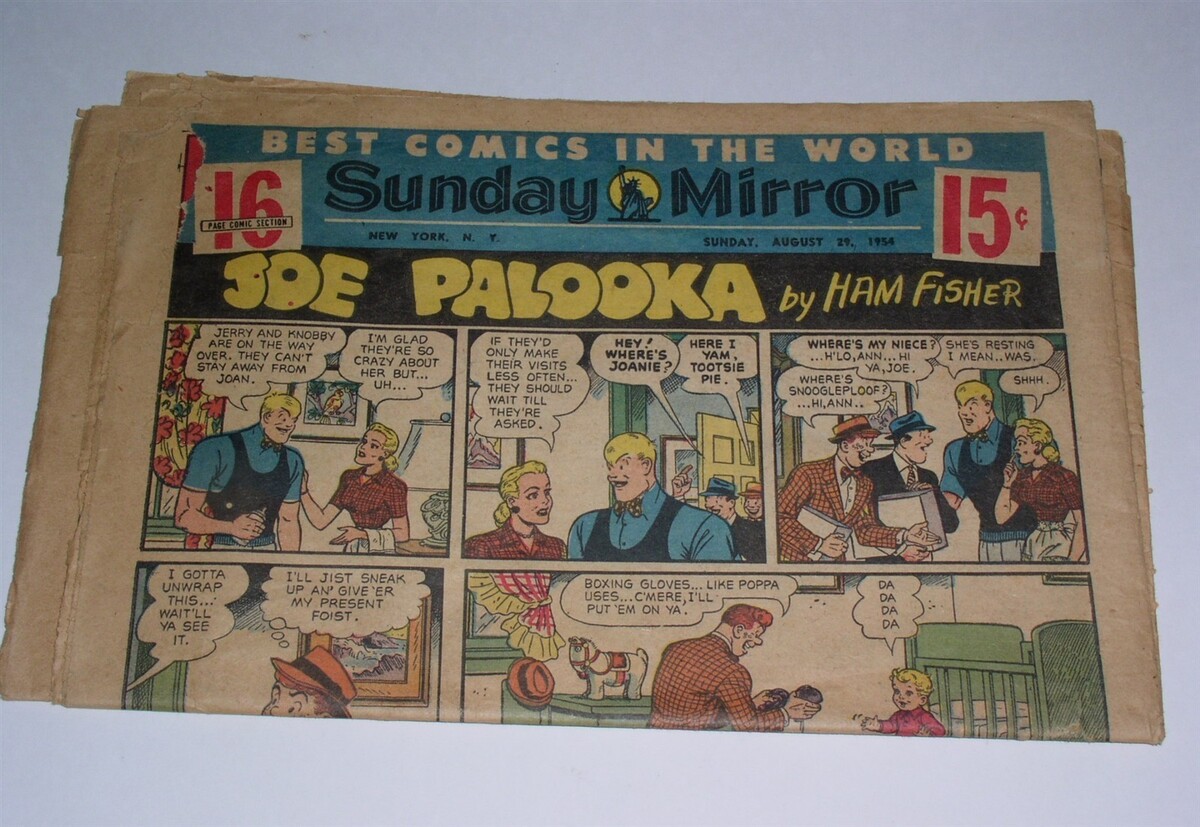 BEST COMICS IN THE WORLD
16
PAGE COMIC SECTION
Sunday Mirror
15¢
NEW YORK, N. Y.
SUNDAY, AUGUST 29, 1954
JOE PALOOKA by HAM FISHER
JERRY AND KNOBBY
ARE ON THE WAY
OVER. THEY CAN'T
STAY AWAY FROM
JOAN.
I'M GLAD
THEY'RE SO
CRAZY ABOUT
HER BUT...
UH...
IF THEY'D
ONLY MAKE
THEIR VISITS
LESS OFTEN...
THEY SHOULD
WAIT TILL
THEY'RE
ASKED.
HEY!
WHERE'S
JOANIE?
HERE I
YAM,
TOOTSIE
PIE.
WHERE'S MY NIECE?
...H'LO, ANN... HI
YA, JOE.
WHERE'S
SNOOGLEPLOOF?
...HI, ANN..
SHE'S RESTING
I MEAN..WAS.
SHHH.
I GOTTA
UNWRAP
THIS...
WAIT'LL
YA SEE
IT.
I'LL JIST SNEAK
UP AN' GIVE 'ER
MY PRESENT
FOIST.
BOXING GLOVES... LIKE POPPA
USES... C'MERE, I'LL
PUT 'EM ON YA.
DA
DA
DA
DA